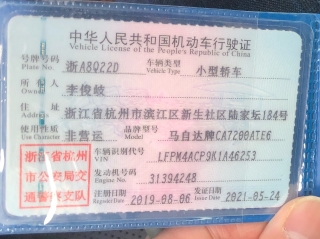 中华人民共和国机动车行驶证
Vehicle License of the People's Republic of China
号牌号码 浙A8Q22D 车辆类型 小型轿车
Plate No. Vehicle Type
所有人 李俊岐
Owner
住址 浙江省杭州市滨江区新生社区陆家坛184号
Address
使用性质 非营运 品牌型号 马自达牌CA7200ATE6
Use Character Model
浙江省杭州市公安局交通警察支队
车辆识别代号 LFPM4ACP9K1A46253
VIN
发动机号码 31394248
Engine No.
注册日期 2019-08-06 发证日期 2021-05-24
Register Date Issue Date